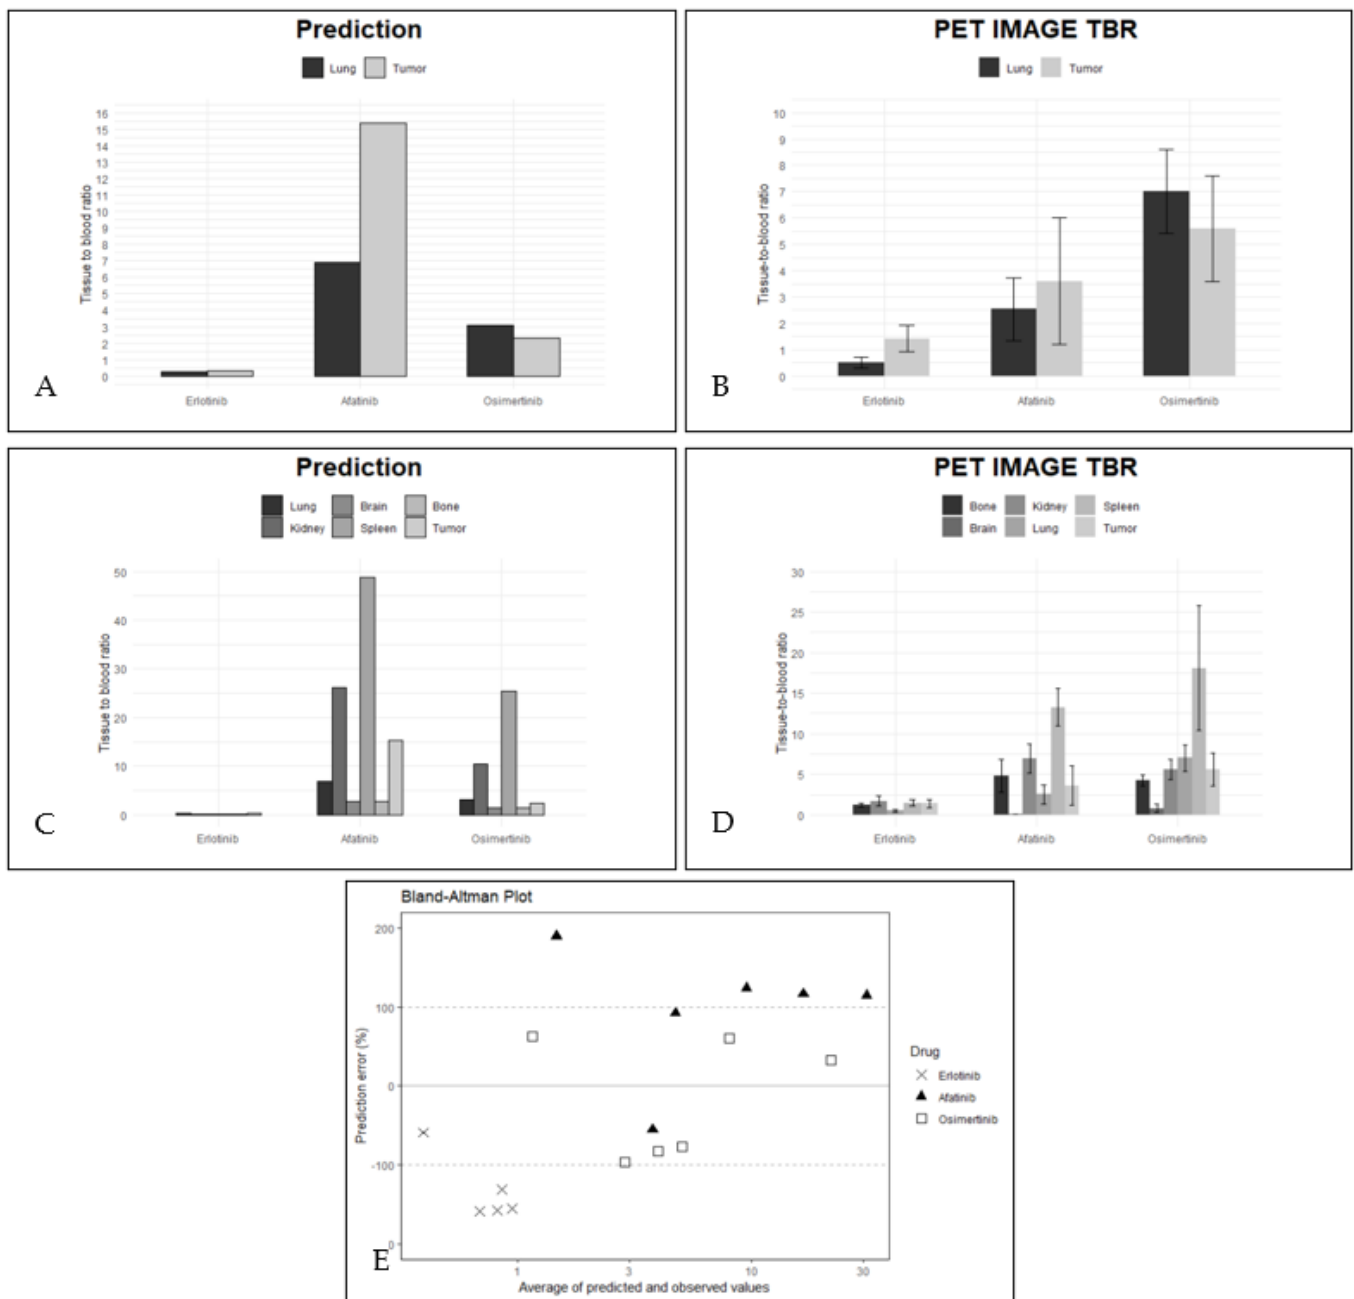 Prediction
Lung Tumor
16
15
14
13
12
11
10
9
8
7
6
5
4
3
2
1
0
Tissue to blood ratio
Erlotinib Afatinib Osimertinib
A
PET IMAGE TBR
Lung Tumor
10
9
8
7
6
5
4
3
2
1
0
Tissue-to-blood ratio
Erlotinib Afatinib Osimertinib
B
Prediction
Lung Brain Bone
Kidney Spleen Tumor
50
40
30
20
10
0
Tissue to blood ratio
Erlotinib Afatinib Osimertinib
C
PET IMAGE TBR
Bone Kidney Spleen
Brain Lung Tumor
30
25
20
15
10
5
0
Tissue-to-blood ratio
Erlotinib Afatinib Osimertinib
D
Bland-Altman Plot
200
100
0
-100
0
Prediction error (%)
1 3 10 30
Average of predicted and observed values
Drug
Erlotinib
Afatinib
Osimertinib
E